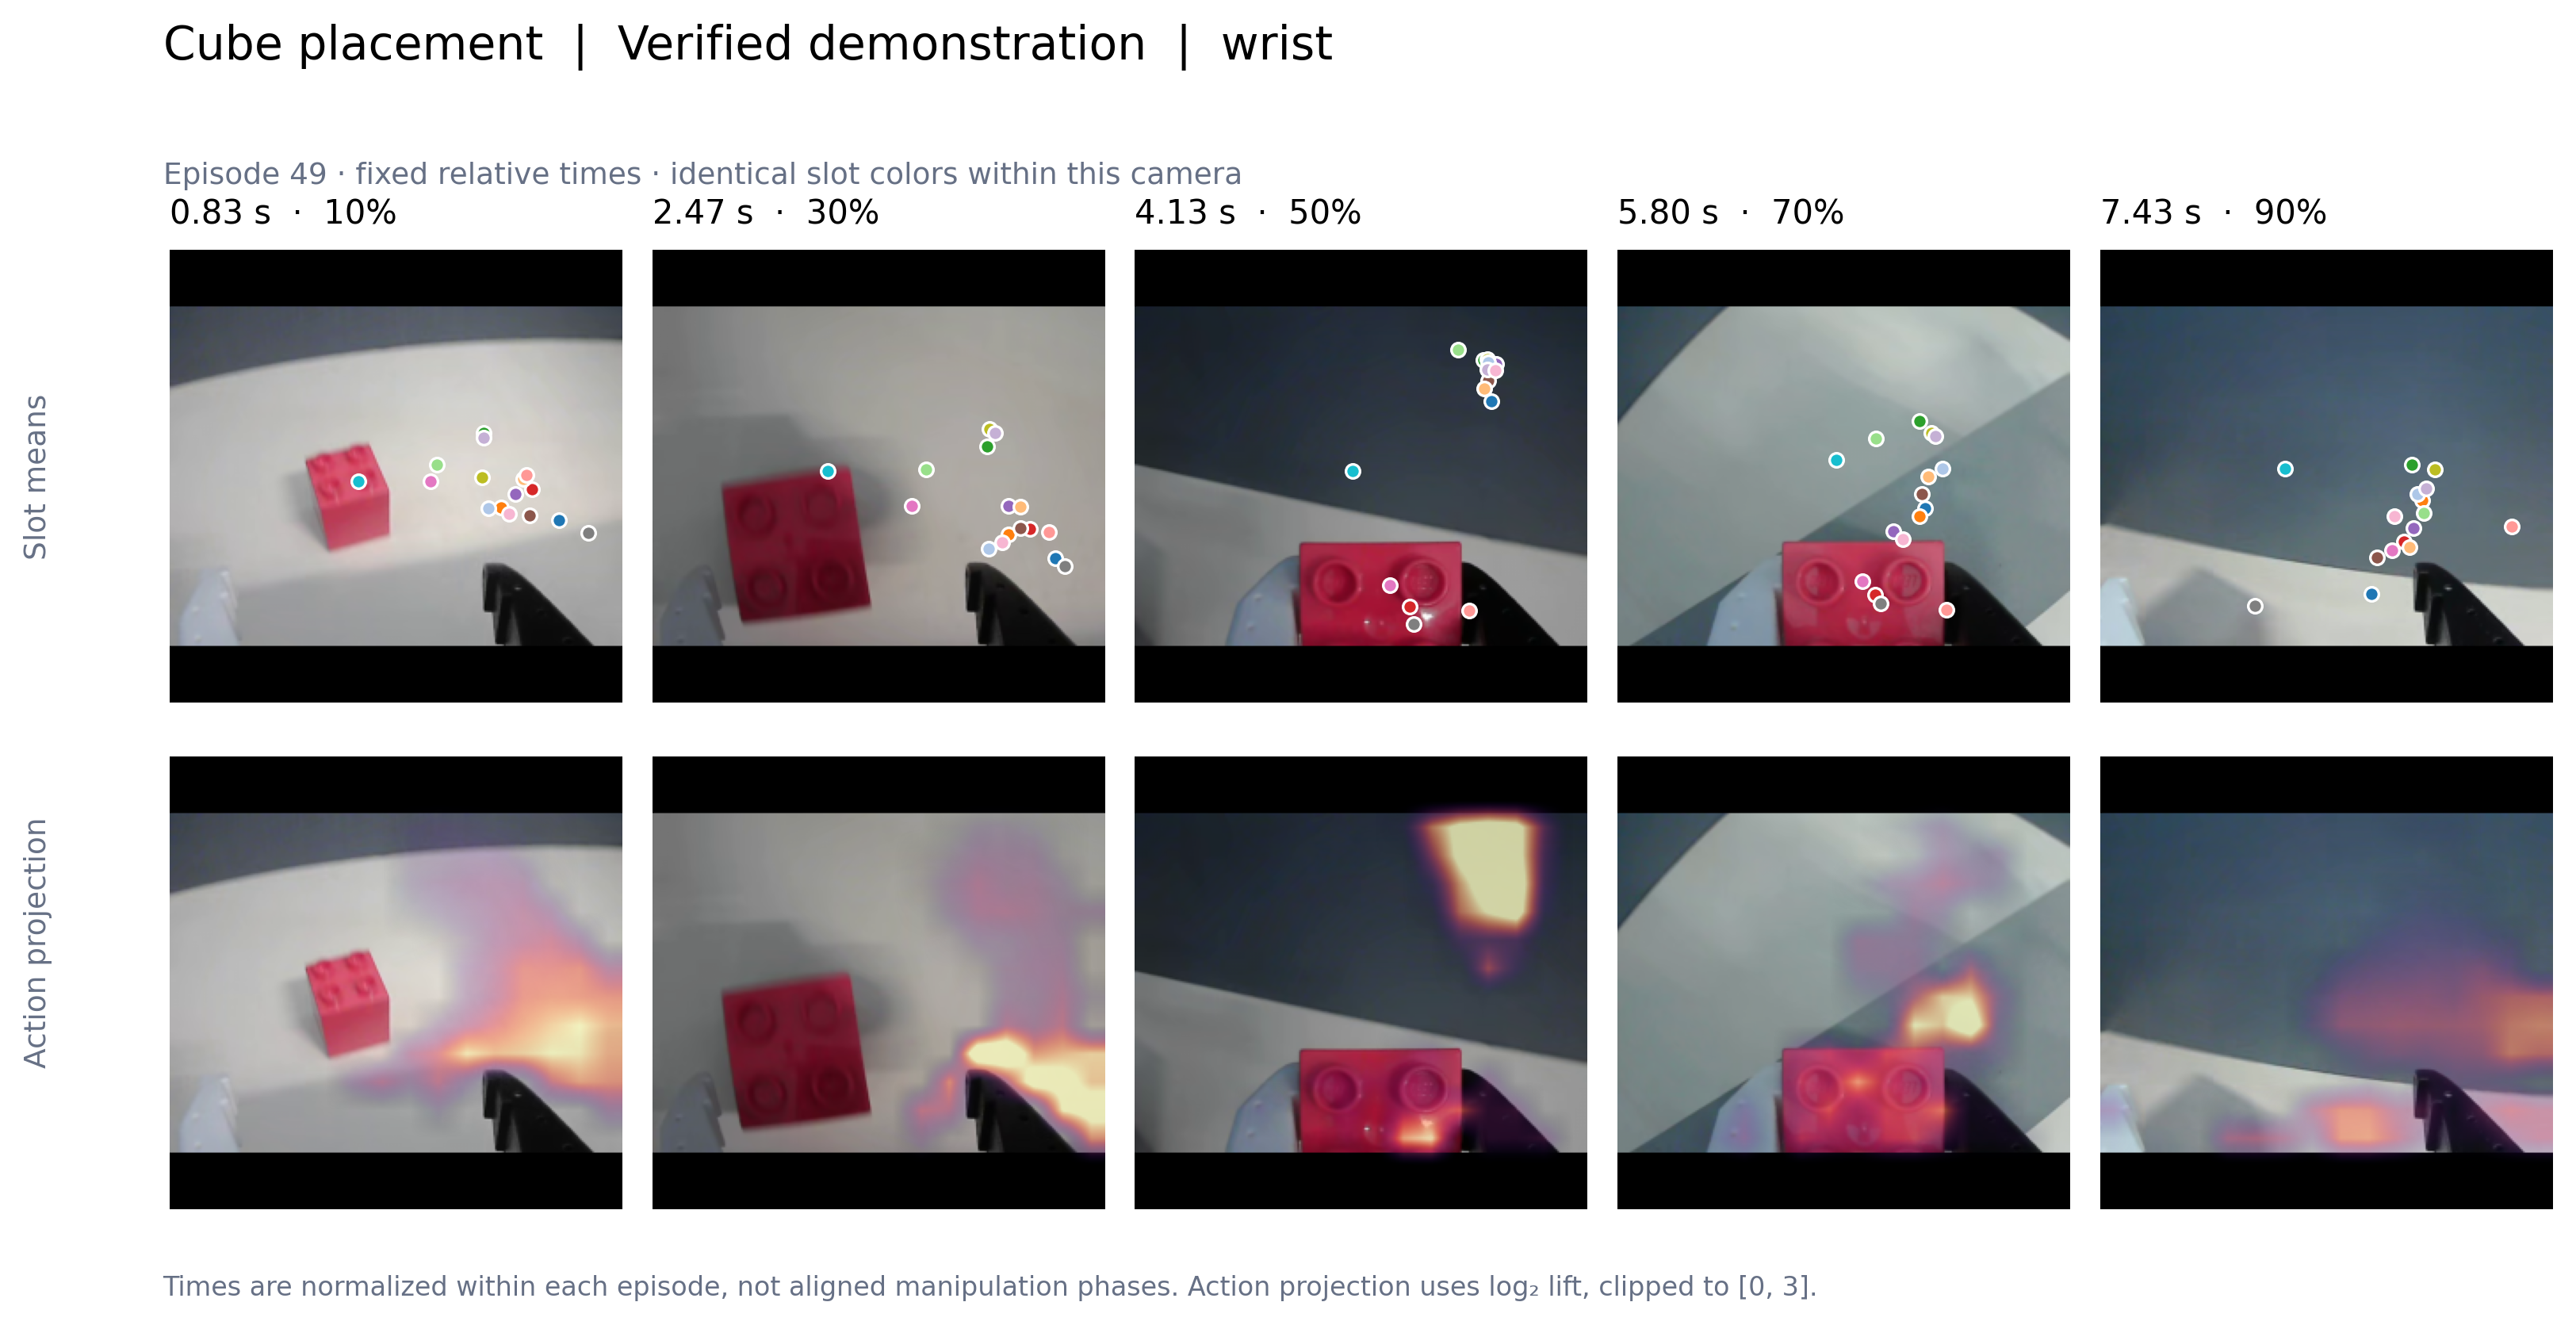 Cube placement | Verified demonstration | wrist
Episode 49 · fixed relative times · identical slot colors within this camera
0.83 s · 10%
2.47 s · 30%
4.13 s · 50%
5.80 s · 70%
7.43 s · 90%
Slot means
Action projection
Times are normalized within each episode, not aligned manipulation phases. Action projection uses log₂ lift, clipped to [0, 3].